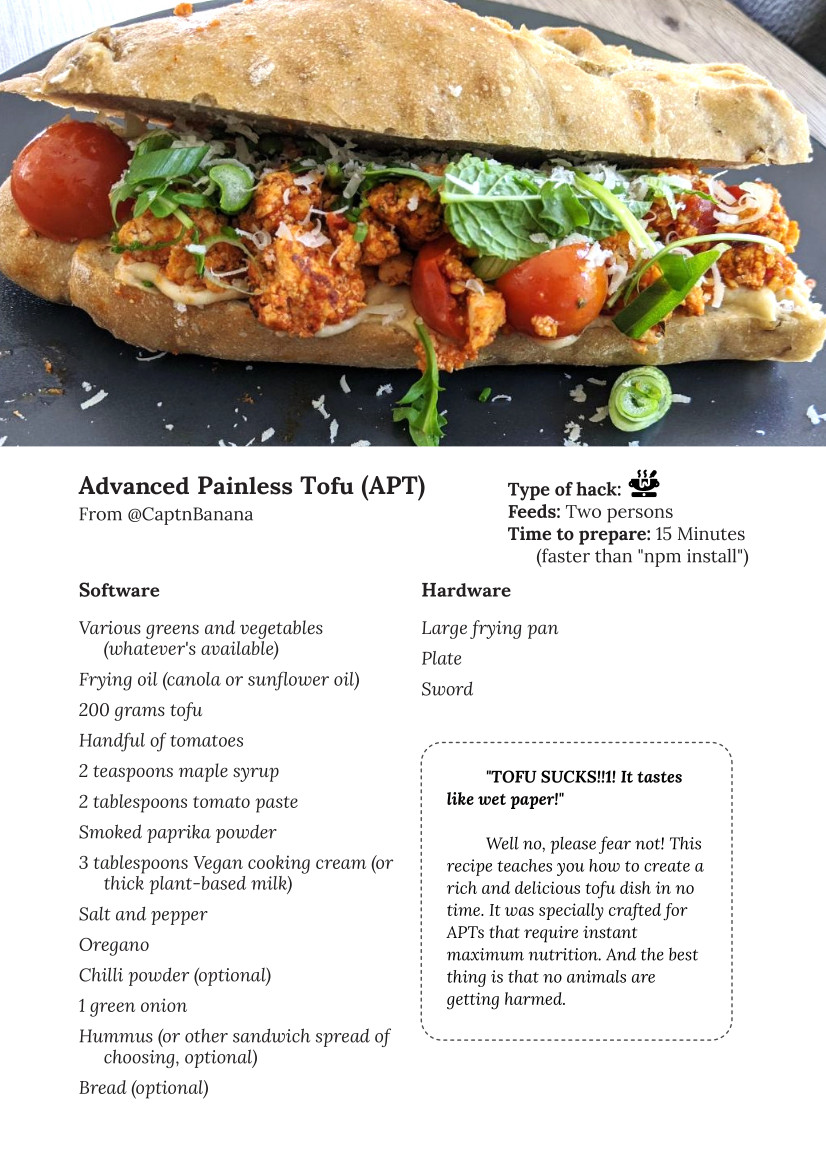 Advanced Painless Tofu (APT)
From @CaptnBanana
Type of hack:
Feeds: Two persons
Time to prepare: 15 Minutes
(faster than "npm install")
Software
Various greens and vegetables
(whatever's available)
Frying oil (canola or sunflower oil)
200 grams tofu
Handful of tomatoes
2 teaspoons maple syrup
2 tablespoons tomato paste
Smoked paprika powder
3 tablespoons Vegan cooking cream (or
thick plant-based milk)
Salt and pepper
Oregano
Chilli powder (optional)
1 green onion
Hummus (or other sandwich spread of
choosing, optional)
Bread (optional)
Hardware
Large frying pan
Plate
Sword
"TOFU SUCKS!!1! It tastes
like wet paper!"
Well no, please fear not! This
recipe teaches you how to create a
rich and delicious tofu dish in no
time. It was specially crafted for
APTs that require instant
maximum nutrition. And the best
thing is that no animals are
getting harmed.